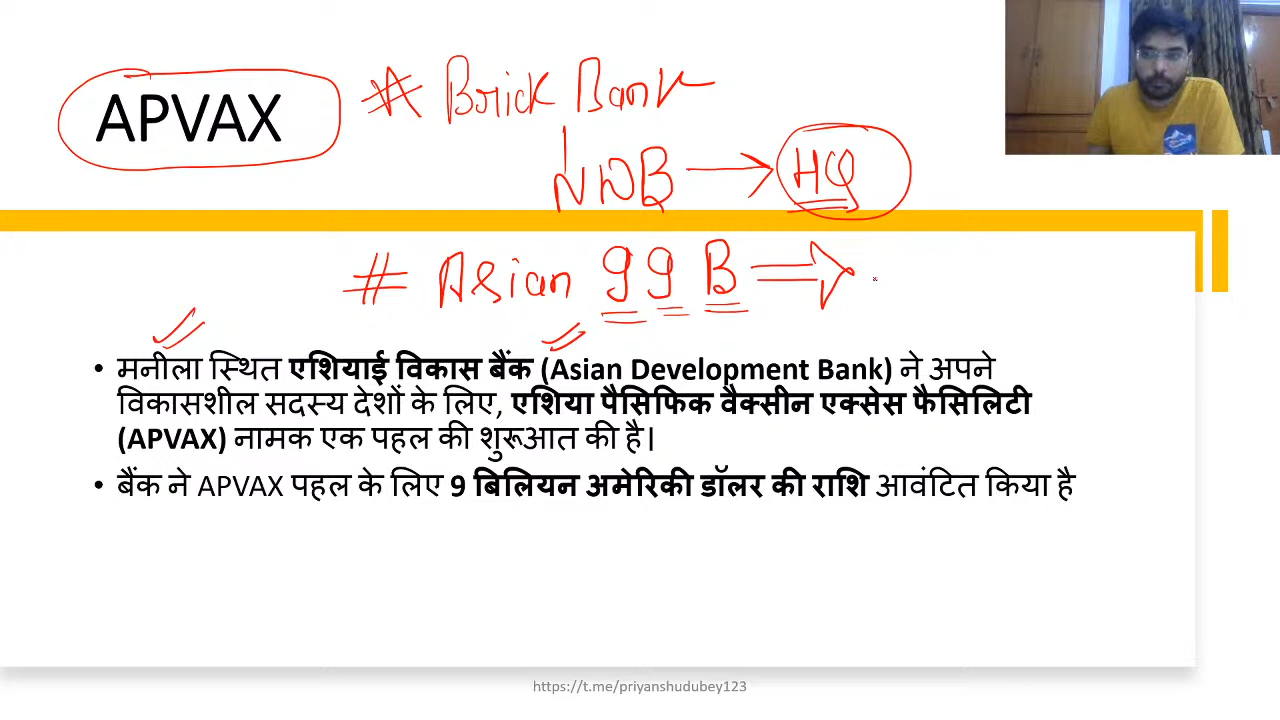 APVAX
# Brick Bank
NDB → HQ
# Asian 99 B ⇒
• मनीला स्थित एशियाई विकास बैंक (Asian Development Bank) ने अपने
विकासशील सदस्य देशों के लिए, एशिया पैसिफिक वैक्सीन एक्सेस फैसिलिटी
(APVAX) नामक एक पहल की शुरूआत की है।
• बैंक ने APVAX पहल के लिए 9 बिलियन अमेरिकी डॉलर की राशि आवंटित किया है
https://t.me/priyanshudubey123